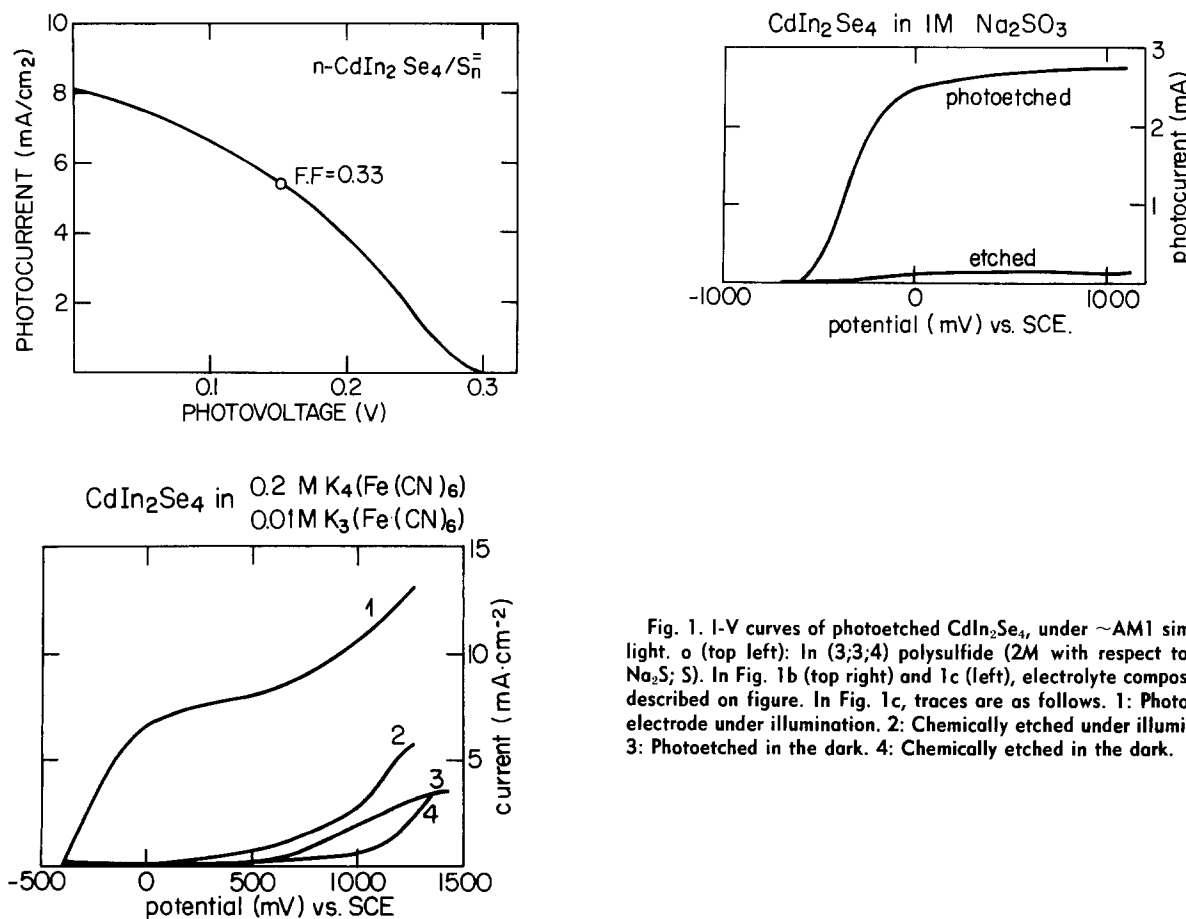 PHOTOCURRENT (mA/cm2)
10
8
6
4
2
n-CdIn2 Se4/Sn=
F.F=0.33
0.1
0.2
0.3
PHOTOVOLTAGE (V)
CdIn2Se4 in 1M Na2SO3
photoetched
etched
3
2
1
photocurrent (mA)
-1000
0
1000
potential (mV) vs. SCE.
CdIn2Se4 in
0.2 M K4(Fe(CN)6)
0.01M K3(Fe(CN)6)
1
2
3
4
15
10
5
current (mA·cm-2)
-500
0
500
1000
1500
potential (mV) vs. SCE
Fig. 1. I-V curves of photoetched CdIn2Se4, under ~AM1 sim
light. o (top left): In (3;3;4) polysulfide (2M with respect to
Na2S; S). In Fig. 1b (top right) and 1c (left), electrolyte compos
described on figure. In Fig. 1c, traces are as follows. 1: Photo
electrode under illumination. 2: Chemically etched under illumi
3: Photoetched in the dark. 4: Chemically etched in the dark.